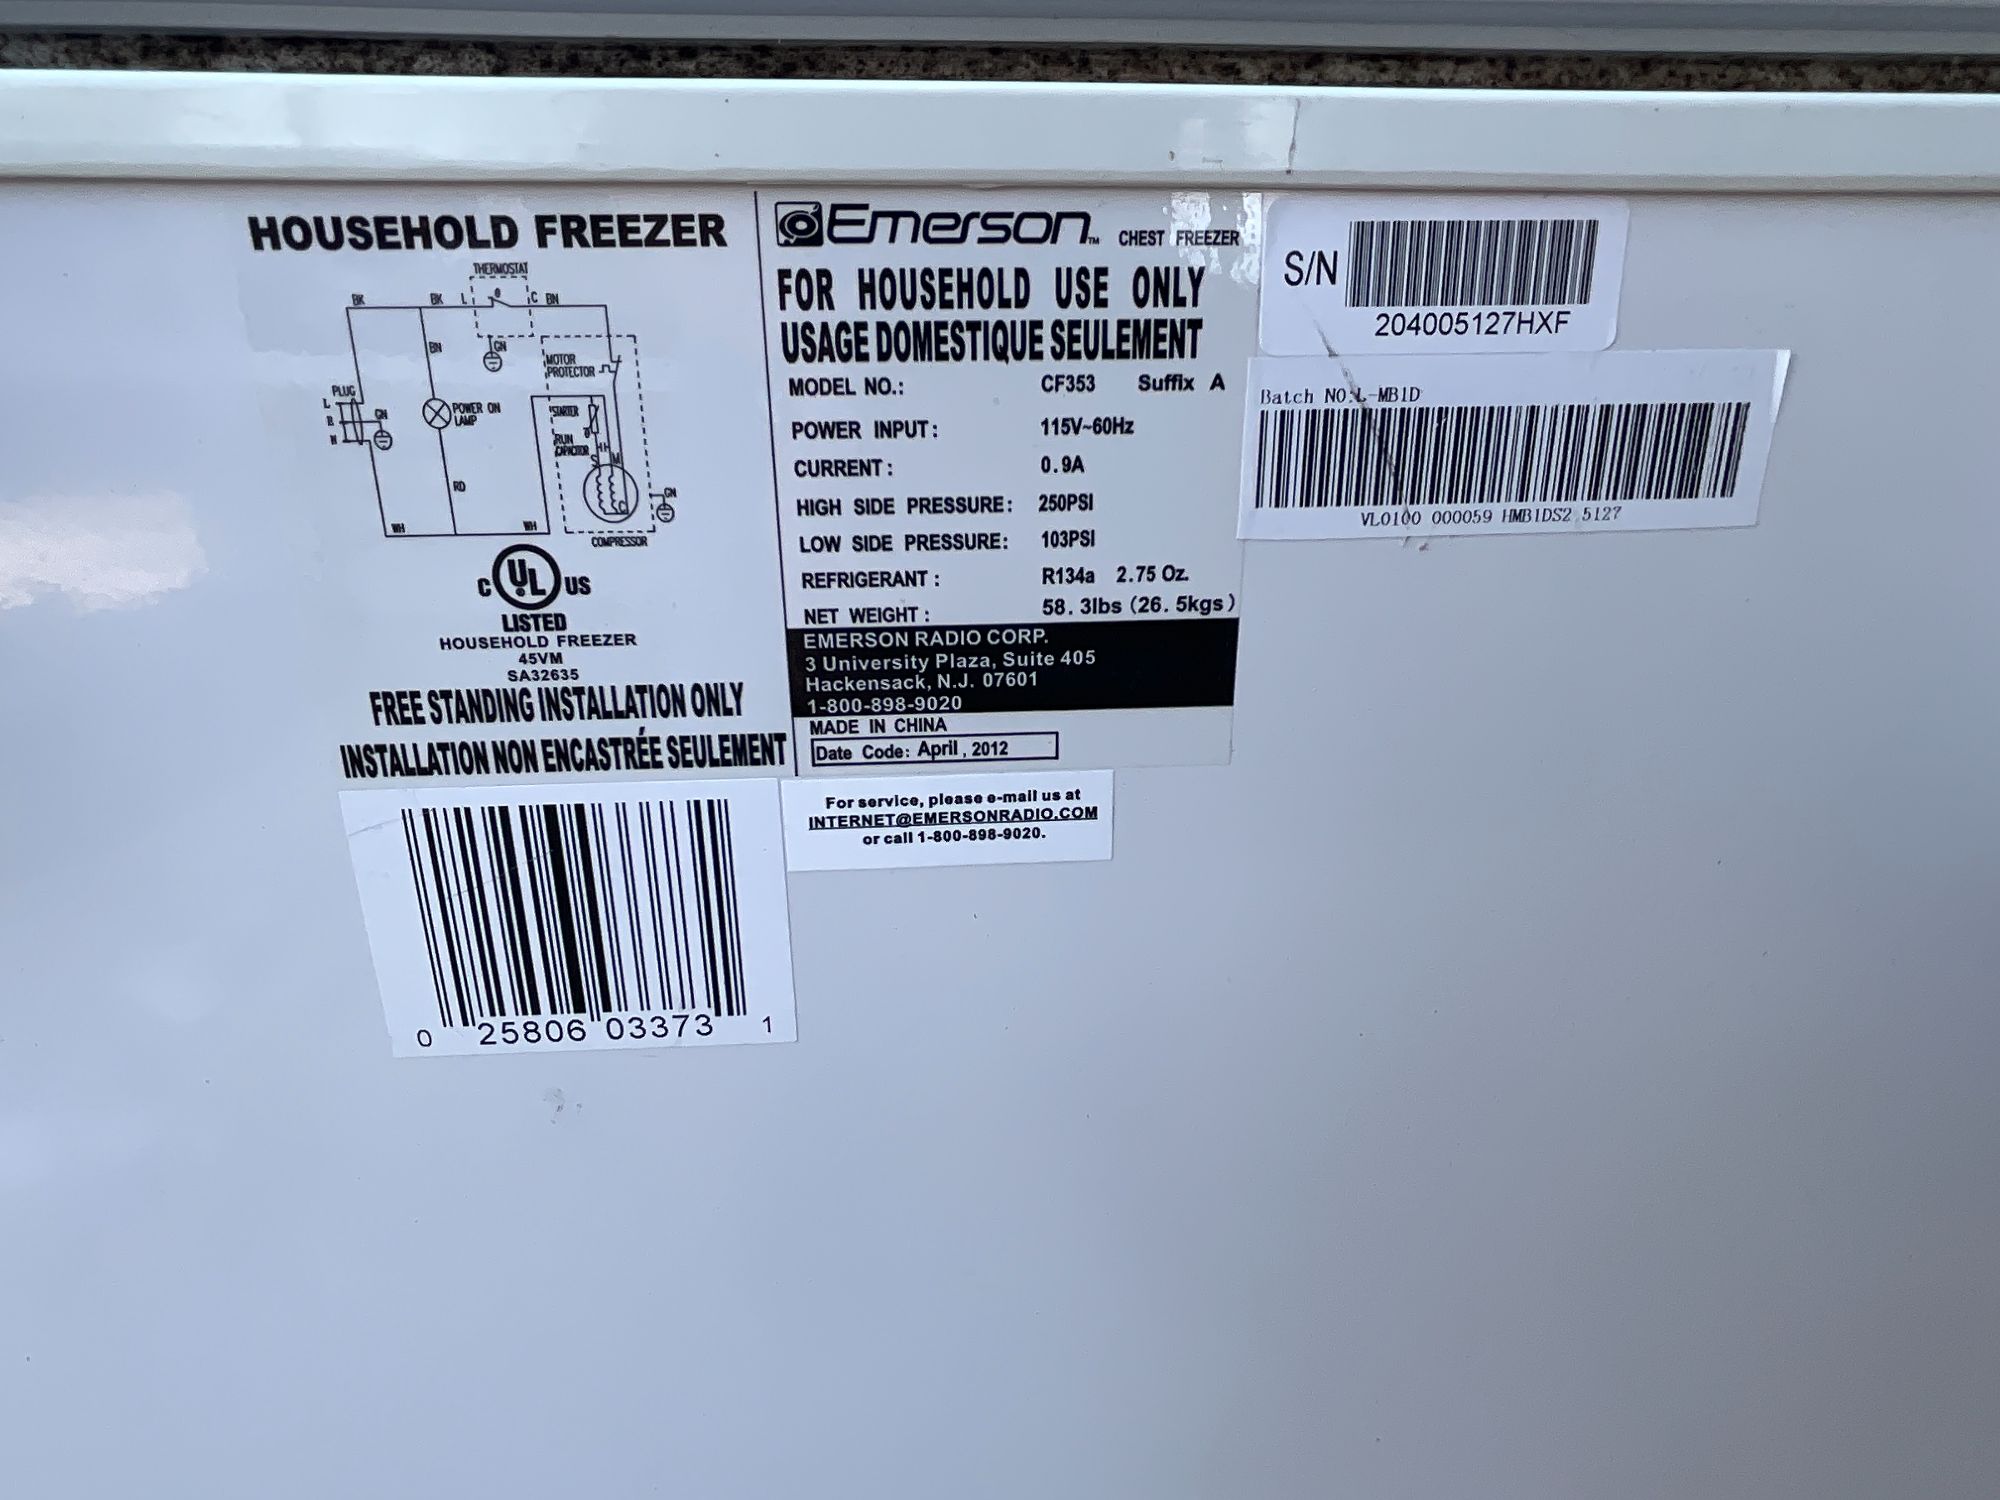 HOUSEHOLD FREEZER
THERMOSTAT
BK
BK
L
θ
C
BN
BN
GN
MOTOR
PROTECTOR
PLUG
L
E
N
GN
POWER ON
LAMP
STARTER
θ
RUN
CAPACITOR
S
M
C
RD
GN
WH
WH
COMPRESSOR
C UL US
LISTED
HOUSEHOLD FREEZER
45VM
SA32635
FREE STANDING INSTALLATION ONLY
INSTALLATION NON ENCASTRÉE SEULEMENT
Emerson™ CHEST FREEZER
FOR HOUSEHOLD USE ONLY
USAGE DOMESTIQUE SEULEMENT
MODEL NO.: CF353 Suffix A
POWER INPUT: 115V~60Hz
CURRENT: 0.9A
HIGH SIDE PRESSURE: 250PSI
LOW SIDE PRESSURE: 103PSI
REFRIGERANT: R134a 2.75 Oz.
NET WEIGHT: 58.3lbs (26.5kgs)
EMERSON RADIO CORP.
3 University Plaza, Suite 405
Hackensack, N.J. 07601
1-800-898-9020
MADE IN CHINA
Date Code: April, 2012
S/N
204005127HXF
Batch NO:L-MB1D
VL0100 000059 HMB1DS2 5127
For service, please e-mail us at
INTERNET@EMERSONRADIO.COM
or call 1-800-898-9020.
0 25806 03373 1